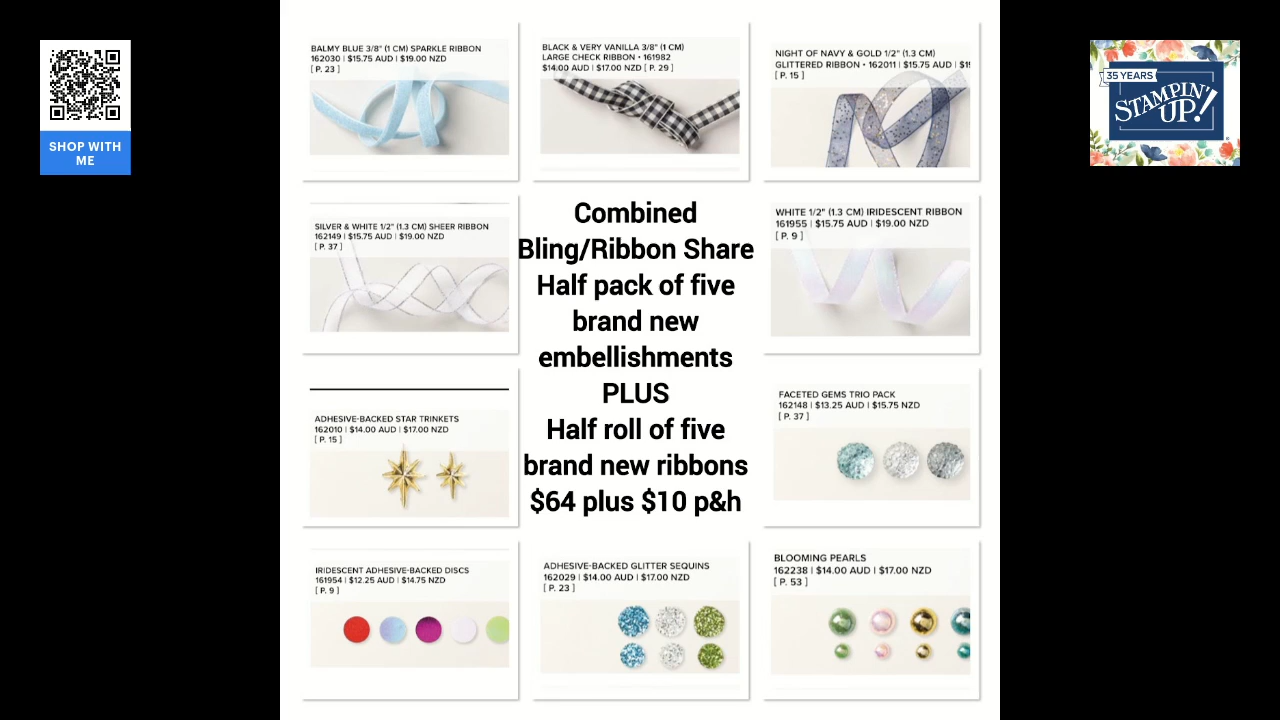 SHOP WITH
ME
BALMY BLUE 3/8" (1 CM) SPARKLE RIBBON
162030 | $15.75 AUD | $19.00 NZD
[ P. 23 ]
BLACK & VERY VANILLA 3/8" (1 CM)
LARGE CHECK RIBBON • 161982
$14.00 AUD | $17.00 NZD [ P. 29 ]
NIGHT OF NAVY & GOLD 1/2" (1.3 CM)
GLITTERED RIBBON • 162011 | $15.75 AUD |
[ P. 15 ]
35 YEARS
STAMPIN'
UP!
SILVER & WHITE 1/2" (1.3 CM) SHEER RIBBON
162149 | $15.75 AUD | $19.00 NZD
[ P. 37 ]
Combined
Bling/Ribbon Share
Half pack of five
brand new
embellishments
PLUS
Half roll of five
brand new ribbons
$64 plus $10 p&h
WHITE 1/2" (1.3 CM) IRIDESCENT RIBBON
161955 | $15.75 AUD | $19.00 NZD
[ P. 9 ]
ADHESIVE-BACKED STAR TRINKETS
162010 | $14.00 AUD | $17.00 NZD
[ P. 15 ]
FACETED GEMS TRIO PACK
162148 | $13.25 AUD | $15.75 NZD
[ P. 37 ]
IRIDESCENT ADHESIVE-BACKED DISCS
161954 | $12.25 AUD | $14.75 NZD
[ P. 9 ]
ADHESIVE-BACKED GLITTER SEQUINS
162029 | $14.00 AUD | $17.00 NZD
[ P. 23 ]
BLOOMING PEARLS
162238 | $14.00 AUD | $17.00 NZD
[ P. 53 ]